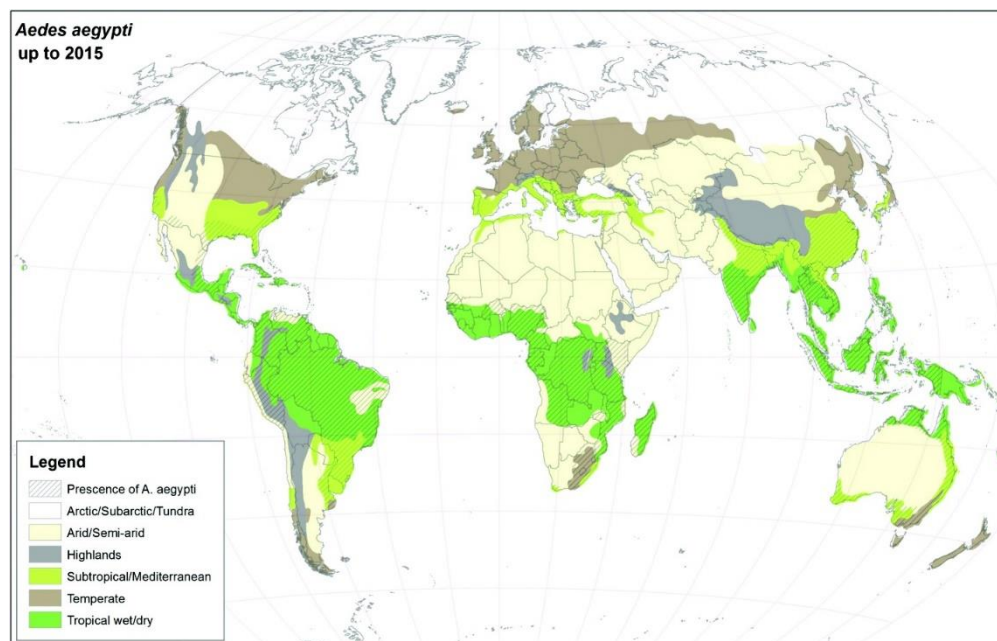 Aedes aegypti
up to 2015
Legend
Prescence of A. aegypti
Arctic/Subarctic/Tundra
Arid/Semi-arid
Highlands
Subtropical/Mediterranean
Temperate
Tropical wet/dry